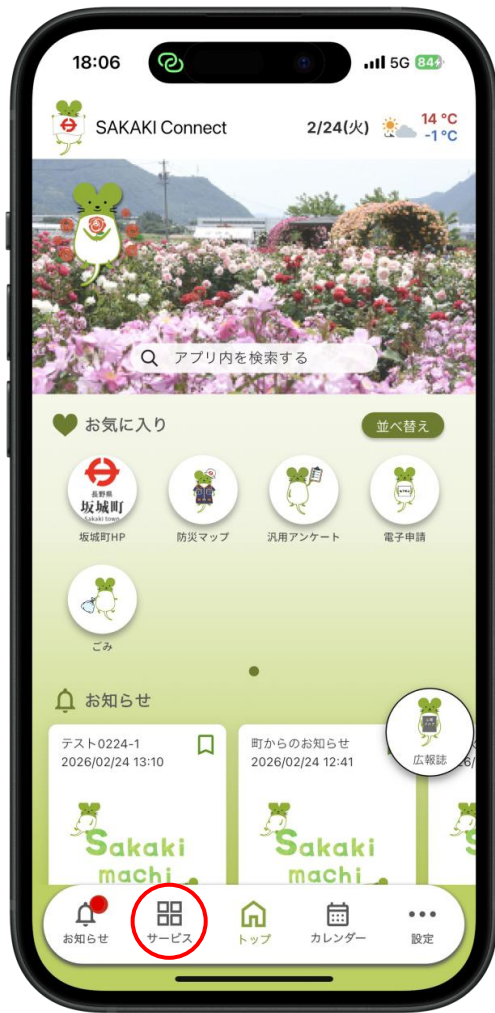 18:06
5G 84
SAKAKI Connect
2/24(火)
14 °C
-1 °C
アプリ内を検索する
お気に入り
並べ替え
長野県
坂城町
Sakaki town
坂城町HP
防災マップ
汎用アンケート
電子申請
ごみ
お知らせ
テスト0224-1
2026/02/24 13:10
Sakaki
machi
町からのお知らせ
2026/02/24 12:41
Sakaki
machi
広報誌
お知らせ
サービス
トップ
カレンダー
設定